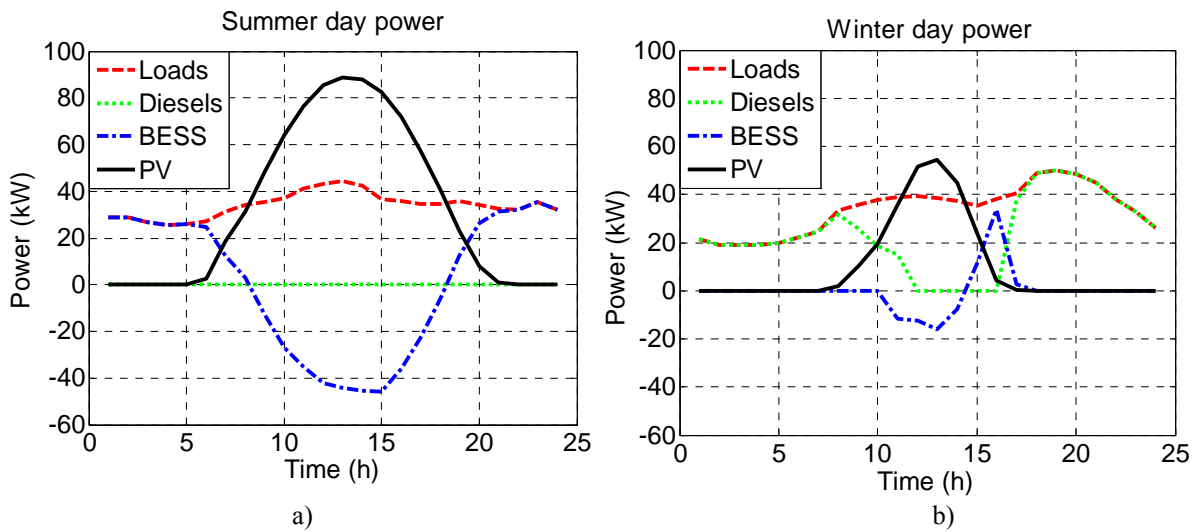 Summer day power
100
80
60
40
20
0
-20
-40
-60
0
5
10
15
20
25
Power (kW)
Time (h)
Loads
Diesels
BESS
PV
a)
Winter day power
100
80
60
40
20
0
-20
-40
-60
0
5
10
15
20
25
Power (kW)
Time (h)
Loads
Diesels
BESS
PV
b)